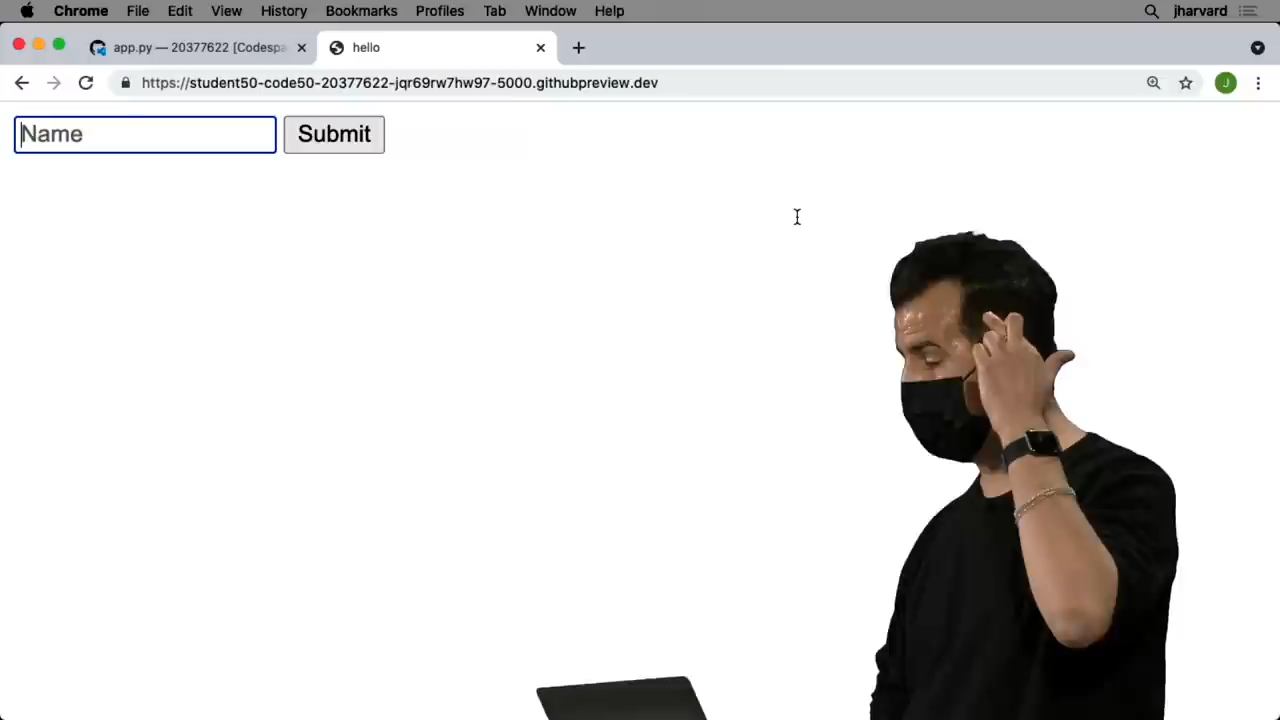 Chrome File Edit View History Bookmarks Profiles Tab Window Help jharvard
app.py — 20377622 [Codespa
hello
https://student50-code50-20377622-jqr69rw7hw97-5000.githubpreview.dev
J
Name Submit